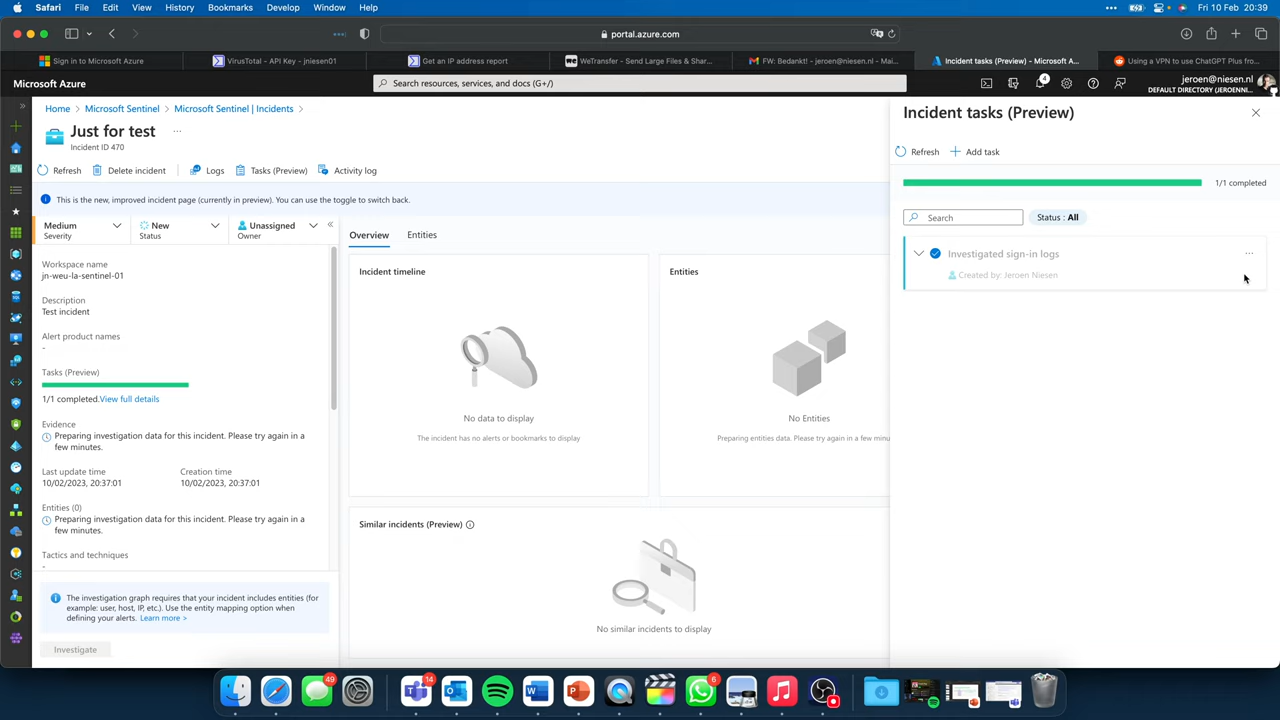 Safari File Edit View History Bookmarks Develop Window Help
Fri 10 Feb 20:39
portal.azure.com
Sign in to Microsoft Azure
VirusTotal - API Key - jniesen01
Get an IP address report
WeTransfer - Send Large Files & Shar...
FW: Bedankt! - jeroen@niesen.nl - Mai...
Incident tasks (Preview) - Microsoft A...
Using a VPN to use ChatGPT Plus fro...
Microsoft Azure
Search resources, services, and docs (G+/)
4
jeroen@niesen.nl
DEFAULT DIRECTORY (JEROENNI...
Home > Microsoft Sentinel > Microsoft Sentinel | Incidents >
Just for test ...
Incident ID 470
Refresh Delete incident Logs Tasks (Preview) Activity log
This is the new, improved incident page (currently in preview). You can use the toggle to switch back.
Medium
Severity
New
Status
Unassigned
Owner
Workspace name
jn-weu-la-sentinel-01
Description
Test incident
Alert product names
-
Tasks (Preview)
1/1 completed.View full details
Evidence
Preparing investigation data for this incident. Please try again in a
few minutes.
Last update time Creation time
10/02/2023, 20:37:01 10/02/2023, 20:37:01
Entities (0)
Preparing investigation data for this incident. Please try again in a
few minutes.
Tactics and techniques
-
The investigation graph requires that your incident includes entities (for
example: user, host, IP, etc.). Use the entity mapping option when
defining your alerts. Learn more >
Investigate
Overview Entities
Incident timeline
No data to display
The incident has no alerts or bookmarks to display
Entities
No Entities
Preparing entities data. Please try again in a few minu
Similar incidents (Preview)
No similar incidents to display
Incident tasks (Preview)
Refresh Add task
1/1 completed
Search
Status : All
Investigated sign-in logs ...
Created by: Jeroen Niesen
49
14
6